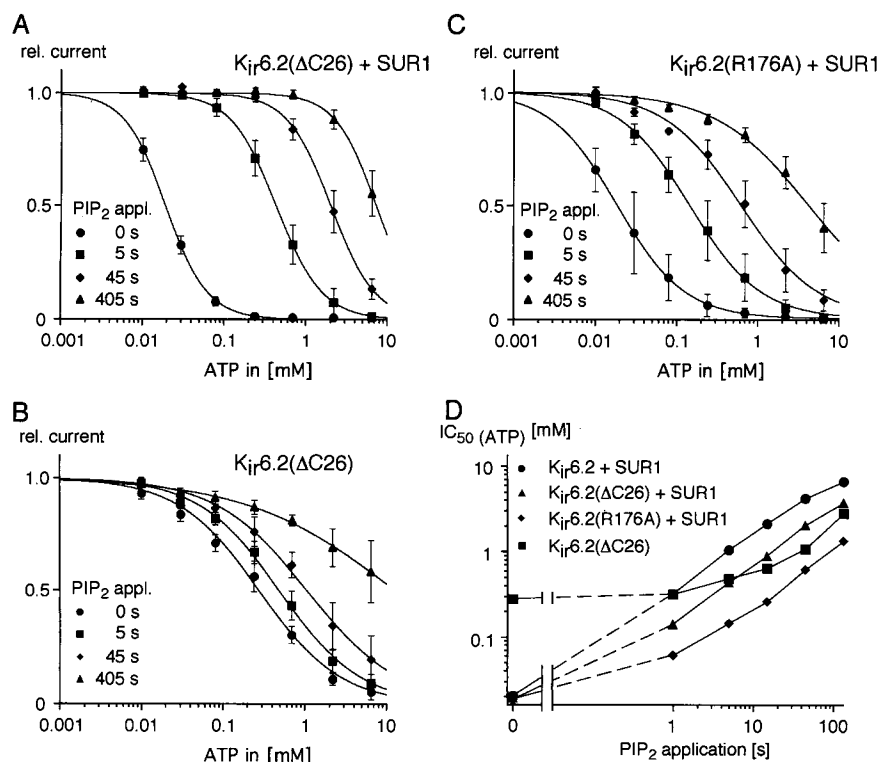 A
rel. current
Kir6.2(ΔC26) + SUR1
1.0
0.5
0
PIP2 appl.
0 s
5 s
45 s
405 s
0.001 0.01 0.1 1 10
ATP in [mM]
B
rel. current
Kir6.2(ΔC26)
1.0
0.5
0
PIP2 appl.
0 s
5 s
45 s
405 s
0.001 0.01 0.1 1 10
ATP in [mM]
C
rel. current
Kir6.2(R176A) + SUR1
1.0
0.5
0
PIP2 appl.
0 s
5 s
45 s
405 s
0.001 0.01 0.1 1 10
ATP in [mM]
D
IC50 (ATP) [mM]
Kir6.2 + SUR1
Kir6.2(ΔC26) + SUR1
Kir6.2(R176A) + SUR1
Kir6.2(ΔC26)
10
1
0.1
0 1 10 100
PIP2 application [s]